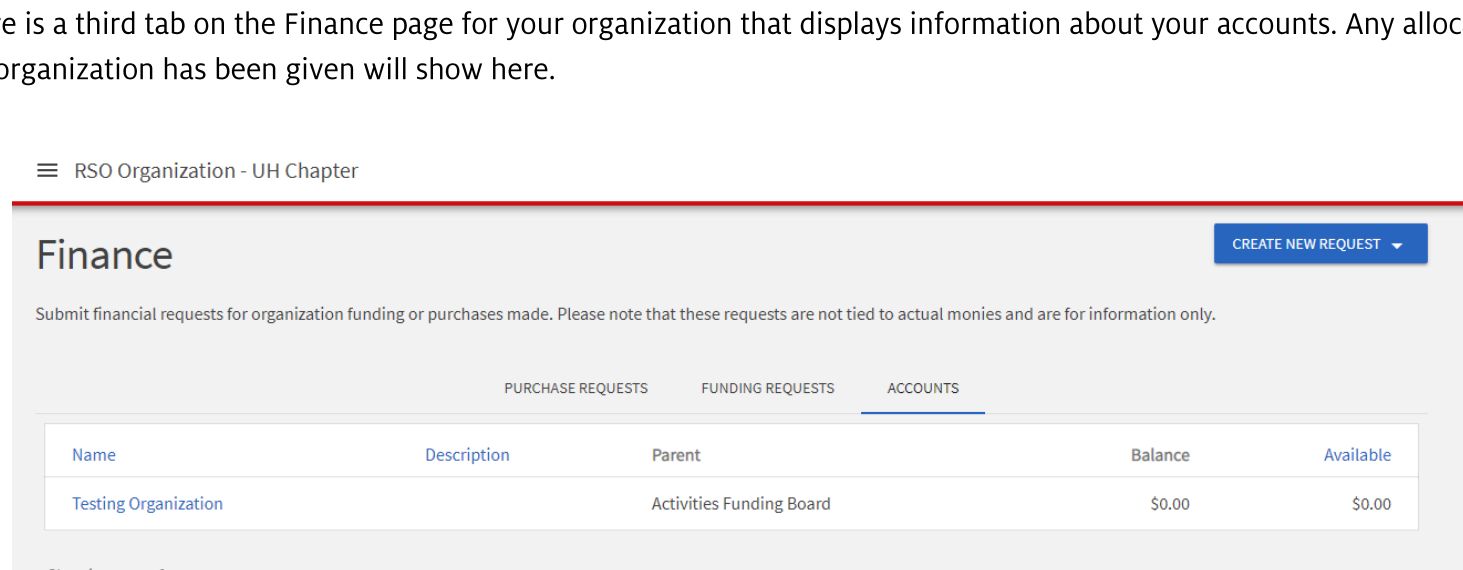 is a third tab on the Finance page for your organization that displays information about your accounts. Any
organization has been given will show here.
RSO Organization - UH Chapter
Finance
CREATE NEW REQUEST
Submit financial requests for organization funding or purchases made. Please note that these requests are not tied to actual monies and are for information only.
PURCHASE REQUESTS FUNDING REQUESTS ACCOUNTS
Name Description Parent Balance Available
Testing Organization Activities Funding Board $0.00 $0.00